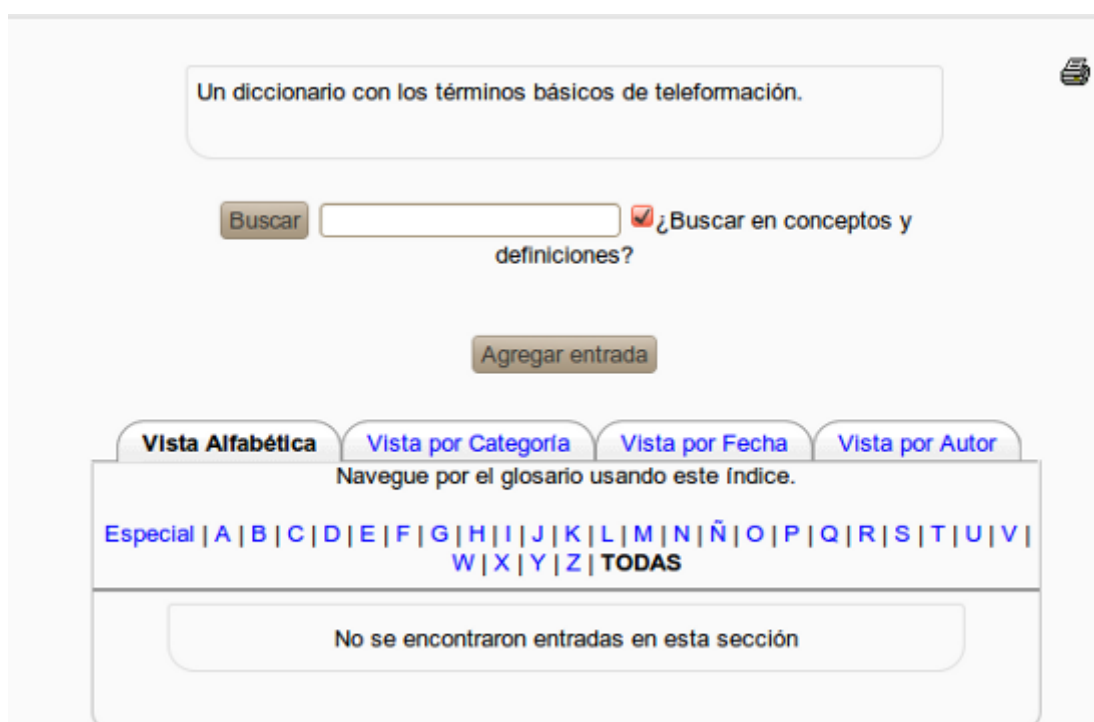 Un diccionario con los términos básicos de teleformación.
Buscar ¿Buscar en conceptos y
definiciones?
Agregar entrada
Vista Alfabética Vista por Categoría Vista por Fecha Vista por Autor
Navegue por el glosario usando este índice.
Especial | A | B | C | D | E | F | G | H | I | J | K | L | M | N | Ñ | O | P | Q | R | S | T | U | V |
W | X | Y | Z | TODAS
No se encontraron entradas en esta sección